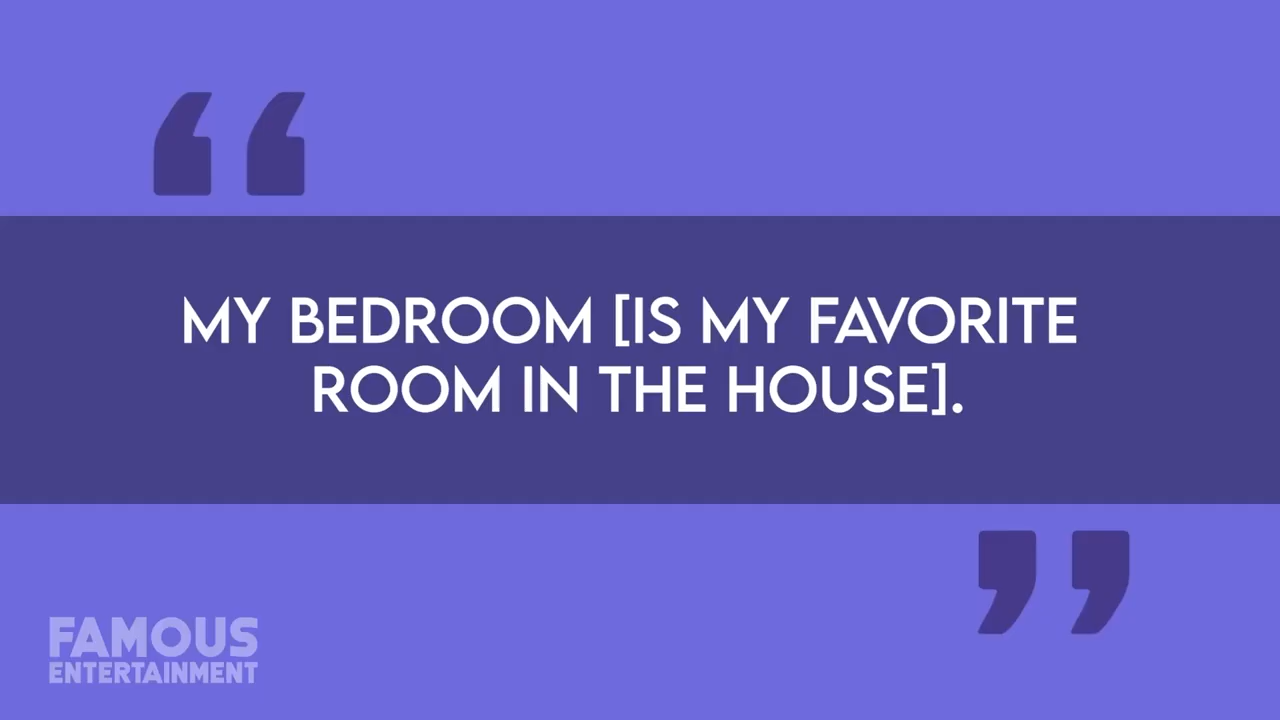 “
MY BEDROOM [IS MY FAVORITE
ROOM IN THE HOUSE].
”
FAMOUS
ENTERTAINMENT